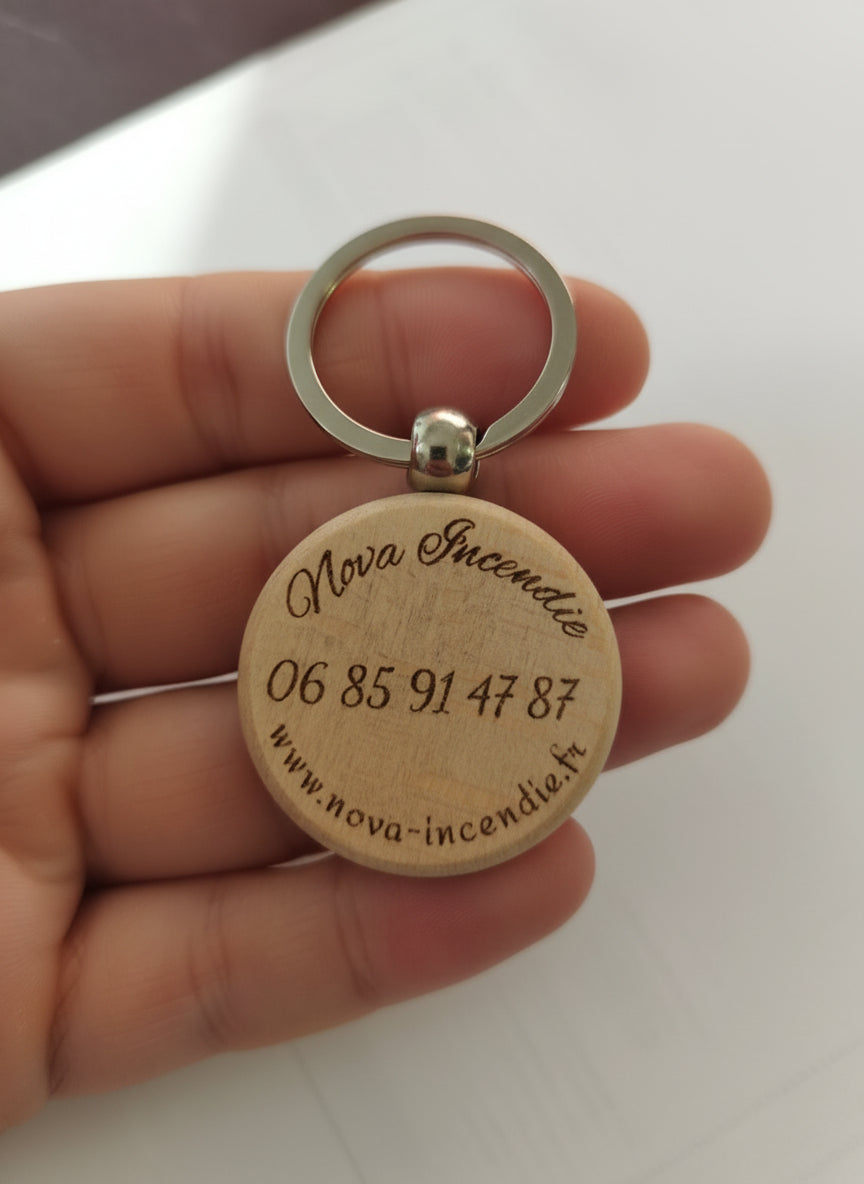 Nova Incendie
06 85 91 47 87
www.nova-incendie.fr